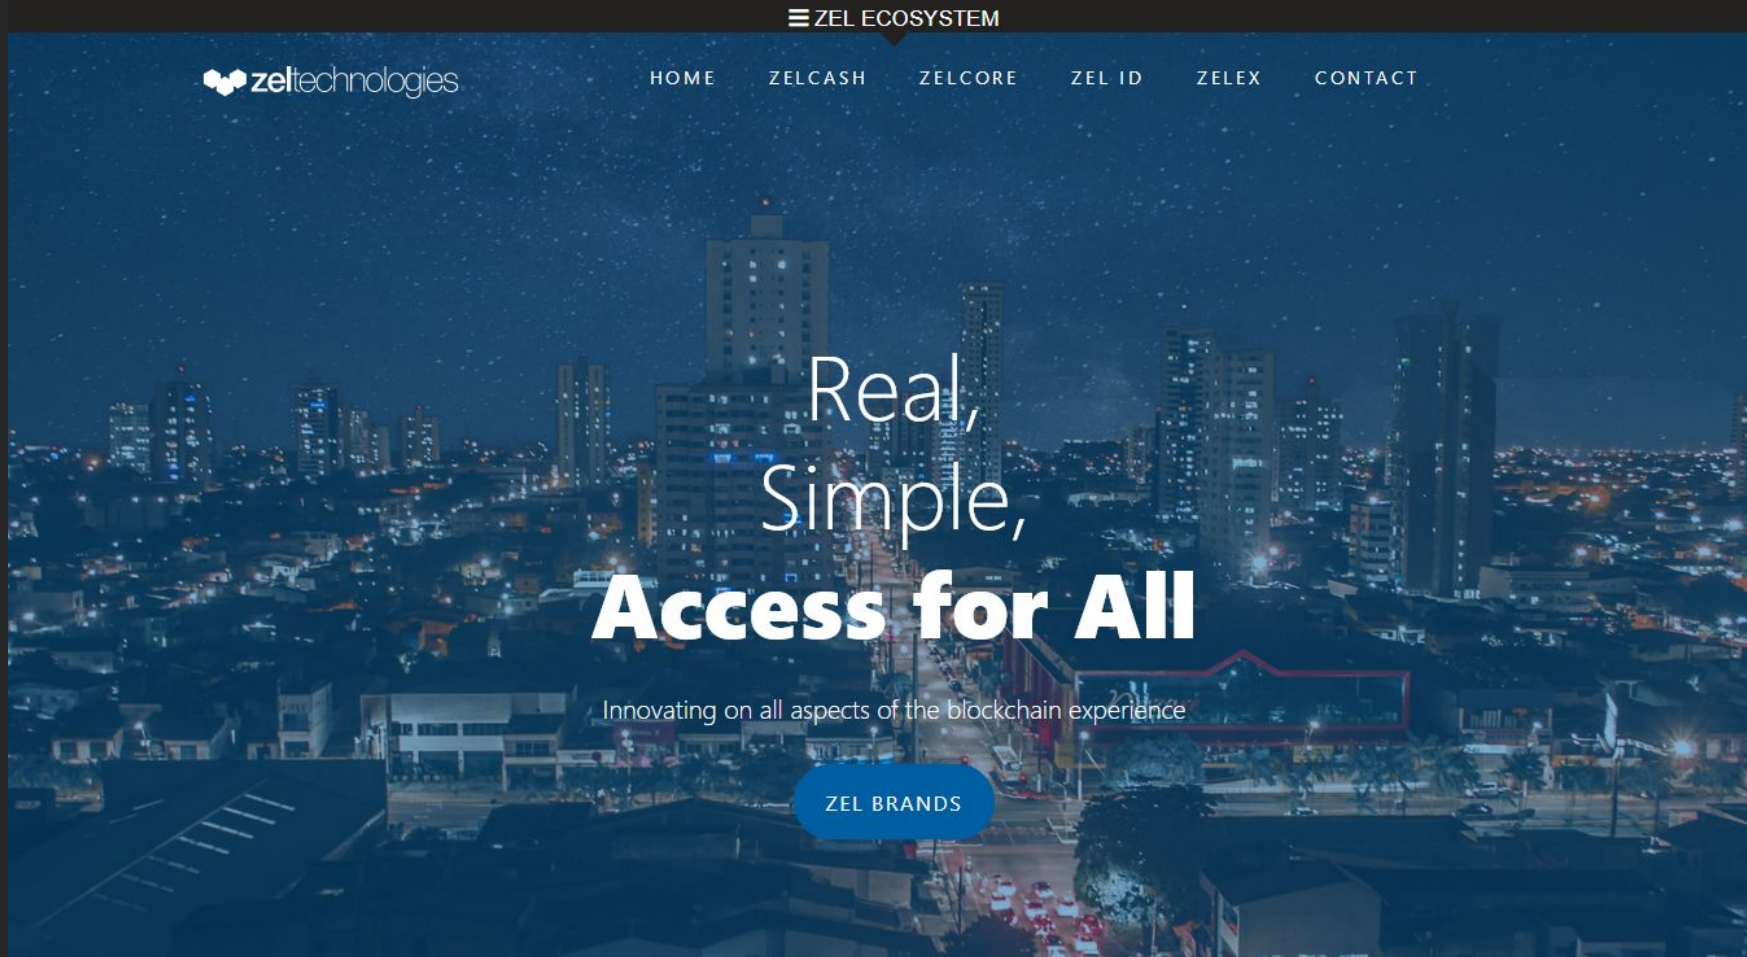 ZEL ECOSYSTEM
zeltechnologies
HOME ZELCASH ZELCORE ZEL ID ZELEX CONTACT
Real,
Simple,
Access for All
Innovating on all aspects of the blockchain experience
ZEL BRANDS